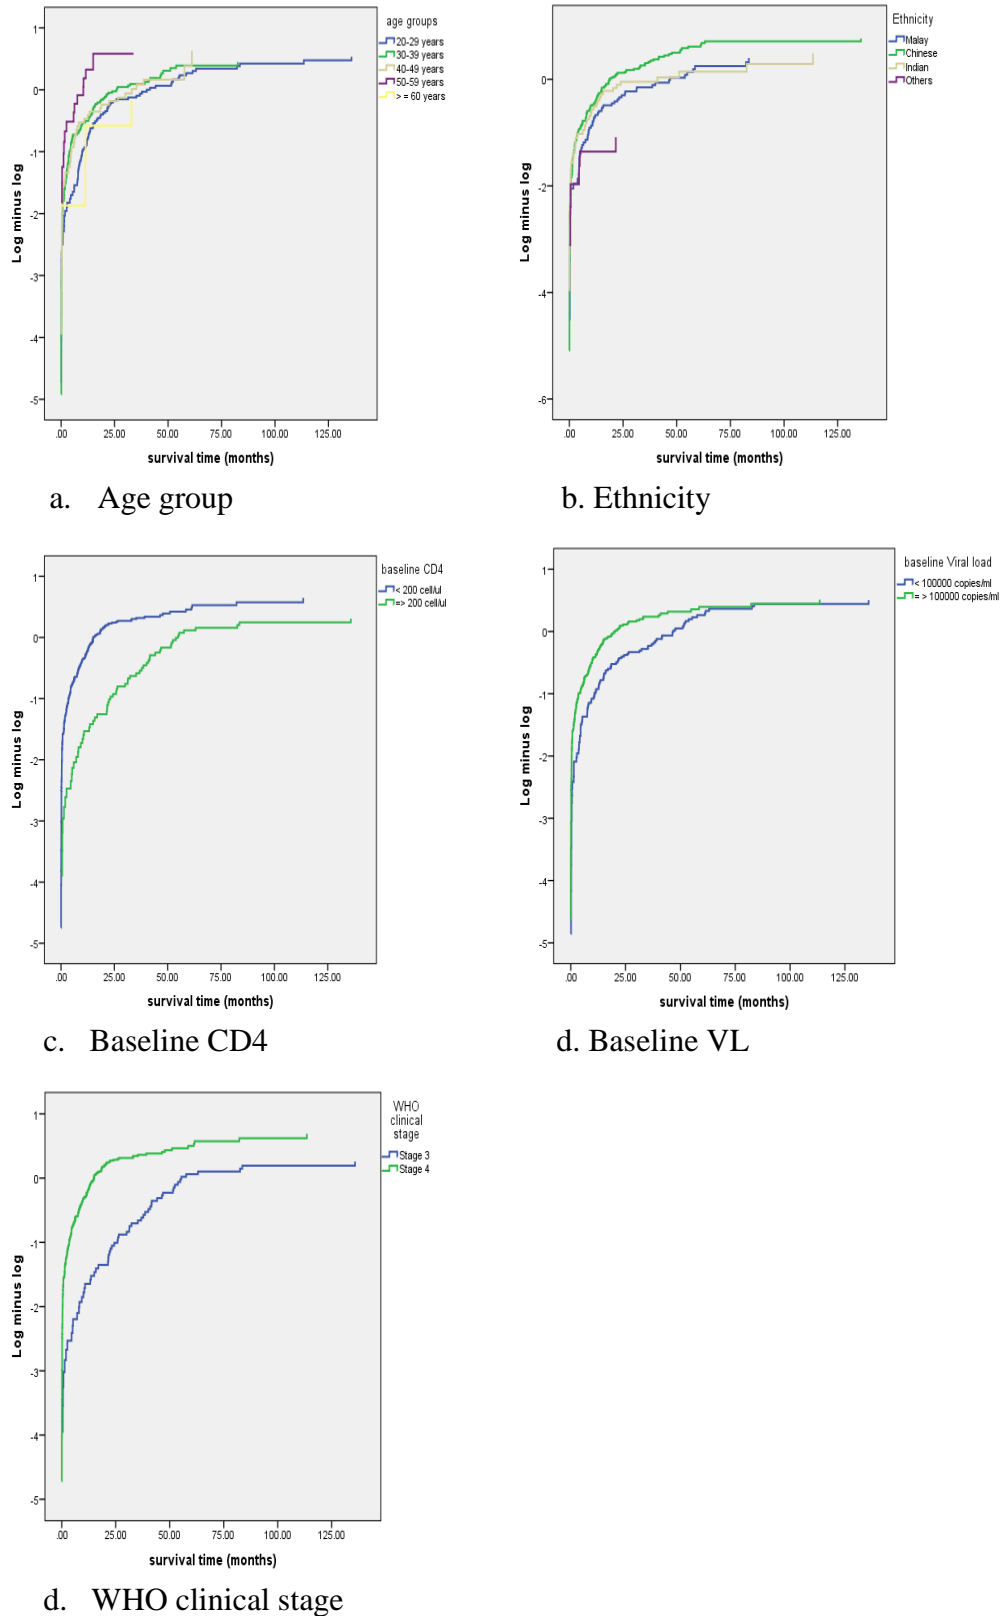 age groups
20-29 years
30-39 years
40-49 years
50-59 years
> = 60 years
1
0
-1
-2
-3
-4
-5
Log minus log
.00 25.00 50.00 75.00 100.00 125.00
survival time (months)
a. Age group
Ethnicity
Malay
Chinese
Indian
Others
0
-2
-4
-6
Log minus log
.00 25.00 50.00 75.00 100.00 125.00
survival time (months)
b. Ethnicity
baseline CD4
< 200 cell/ul
=> 200 cell/ul
1
0
-1
-2
-3
-4
-5
Log minus log
.00 25.00 50.00 75.00 100.00 125.00
survival time (months)
c. Baseline CD4
baseline Viral load
< 100000 copies/ml
= > 100000 copies/ml
1
0
-1
-2
-3
-4
-5
Log minus log
.00 25.00 50.00 75.00 100.00 125.00
survival time (months)
d. Baseline VL
WHO
clinical
stage
Stage 3
Stage 4
1
0
-1
-2
-3
-4
-5
Log minus log
.00 25.00 50.00 75.00 100.00 125.00
survival time (months)
d. WHO clinical stage